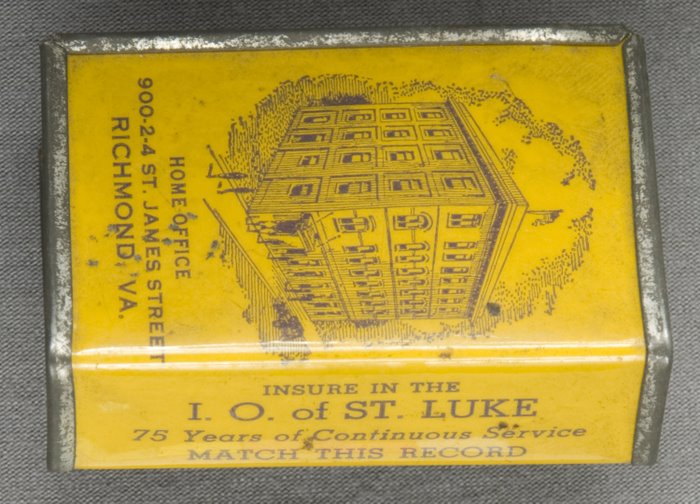 HOME OFFICE
900-2-4 ST. JAMES STREET
RICHMOND, VA.
INSURE IN THE
I. O. of ST. LUKE
75 Years of Continuous Service
MATCH THIS RECORD